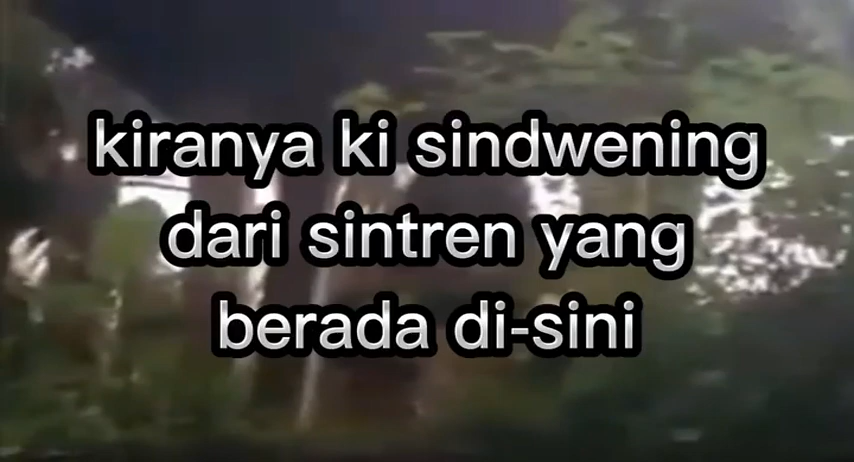 kiranya ki sindwening
dari sintren yang
berada di-sini